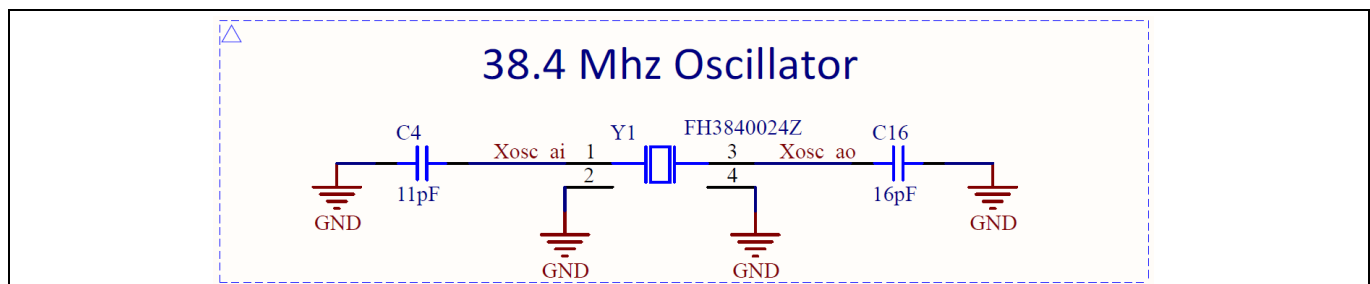 38.4 Mhz Oscillator
C4 Y1 FH3840024Z C16
Xosc_ai 1 3 Xosc_ao
2 4
11pF 16pF
GND GND
GND GND